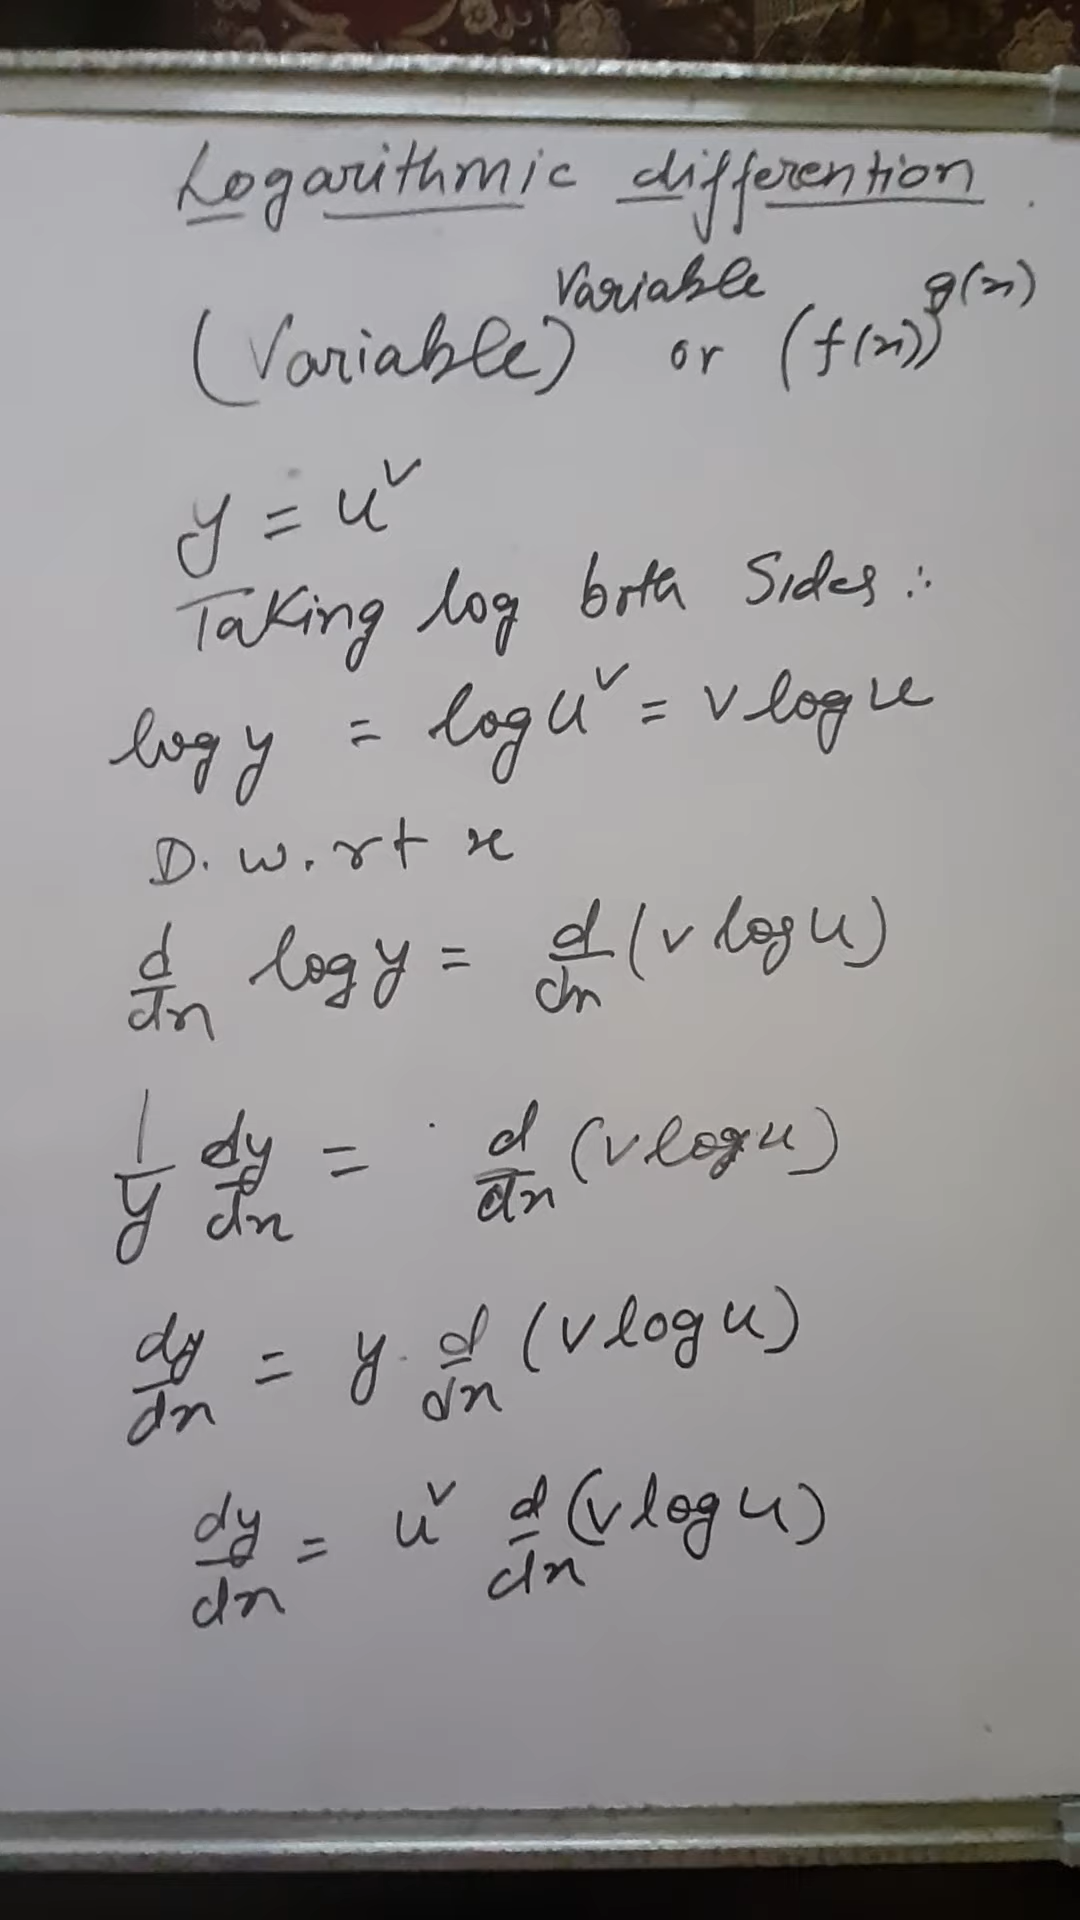 Logarithmic differention.
(Variable)^Variable or (f(x))^g(x)
y = u^v
Taking log both Sides :.
log y = log u^v = v log u
D. w. rt x
d/dx log y = d/dx (v log u)
1/y dy/dx = d/dx (v log u)
dy/dx = y. d/dx (v log u)
dy/dx = u^v d/dx (v log u)